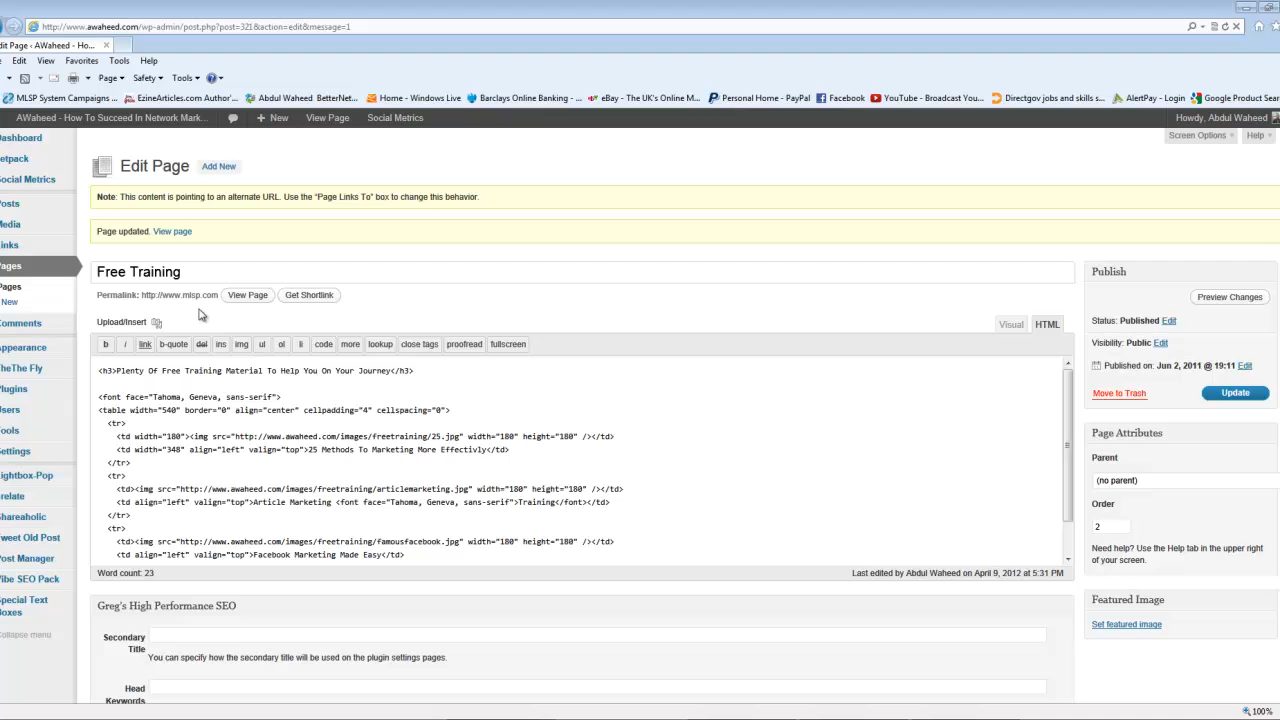 http://www.awaheed.com/wp-admin/post.php?post=321&action=edit&message=1
dit Page ‹ AWaheed - Ho...
Edit View Favorites Tools Help
Page Safety Tools
MLSP System Campaigns ... EzineArticles.com Author'... Abdul Waheed BetterNet... Home - Windows Live Barclays Online Banking - ... eBay - The UK's Online M... Personal Home - PayPal Facebook YouTube - Broadcast You... Directgov jobs and skills s... AlertPay - Login Google Product Sear
AWaheed - How To Succeed In Network Mark... + New View Page Social Metrics Howdy, Abdul Waheed
Screen Options Help
Dashboard
etpack
Social Metrics
Posts
Media
Links
Pages
Pages
New
Comments
Appearance
TheThe Fly
Plugins
Users
Tools
Settings
ightbox-Pop
relate
Shareaholic
Tweet Old Post
Post Manager
Vibe SEO Pack
Special Text
Boxes
Collapse menu
Edit Page Add New
Note: This content is pointing to an alternate URL. Use the “Page Links To” box to change this behavior.
Page updated. View page
Free Training
Permalink: http://www.mlsp.com View Page Get Shortlink
Upload/Insert
Visual HTML
b i link b-quote del ins img ul ol li code more lookup close tags proofread fullscreen
<h3>Plenty Of Free Training Material To Help You On Your Journey</h3>
<font face="Tahoma, Geneva, sans-serif">
<table width="540" border="0" align="center" cellpadding="4" cellspacing="0">
<tr>
<td width="180"><img src="http://www.awaheed.com/images/freetraining/25.jpg" width="180" height="180" /></td>
<td width="348" align="left" valign="top">25 Methods To Marketing More Effectivly</td>
</tr>
<tr>
<td><img src="http://www.awaheed.com/images/freetraining/articlemarketing.jpg" width="180" height="180" /></td>
<td align="left" valign="top">Article Marketing <font face="Tahoma, Geneva, sans-serif">Training</font></td>
</tr>
<tr>
<td><img src="http://www.awaheed.com/images/freetraining/famousfacebook.jpg" width="180" height="180" /></td>
<td align="left" valign="top">Facebook Marketing Made Easy</td>
Word count: 23 Last edited by Abdul Waheed on April 9, 2012 at 5:31 PM
Greg's High Performance SEO
Secondary
Title
You can specify how the secondary title will be used on the plugin settings pages.
Head
Keywords
Publish
Preview Changes
Status: Published Edit
Visibility: Public Edit
Published on: Jun 2, 2011 @ 19:11 Edit
Move to Trash Update
Page Attributes
Parent
(no parent)
Order
2
Need help? Use the Help tab in the upper right
of your screen.
Featured Image
Set featured image
100%